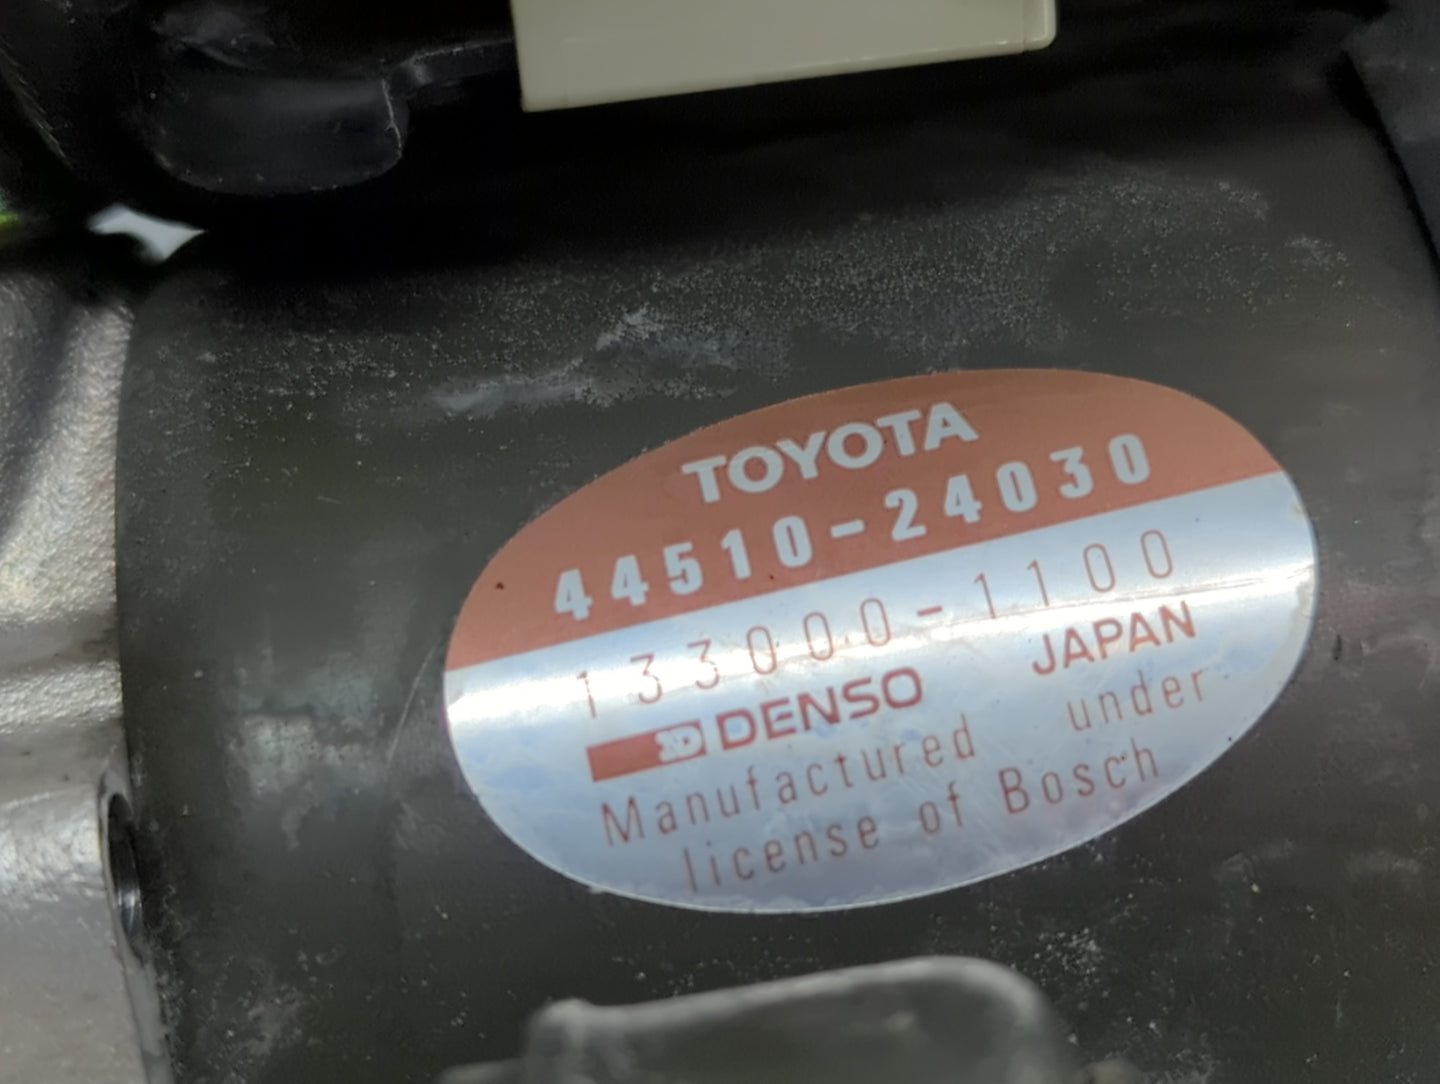 TOYOTA
44510-24030
133000-1100
DENSO JAPAN
Manufactured under
license of Bosch